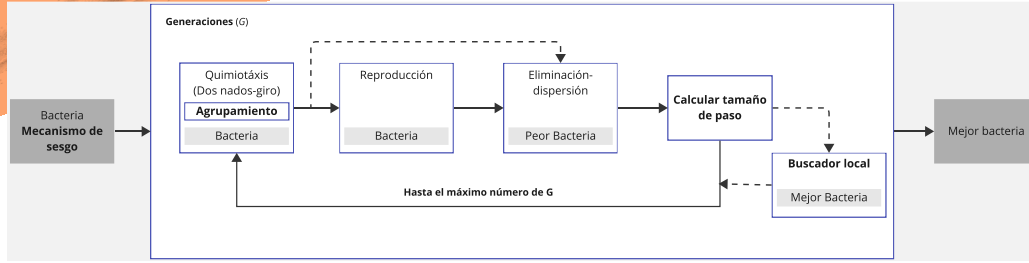 Generaciones (G)
Bacteria
Mecanismo de
sesgo
Quimiotáxis
(Dos nados-giro)
Agrupamiento
Bacteria
Reproducción
Bacteria
Eliminación-
dispersión
Peor Bacteria
Calcular tamaño
de paso
Buscador local
Mejor Bacteria
Hasta el máximo número de G
Mejor bacteria